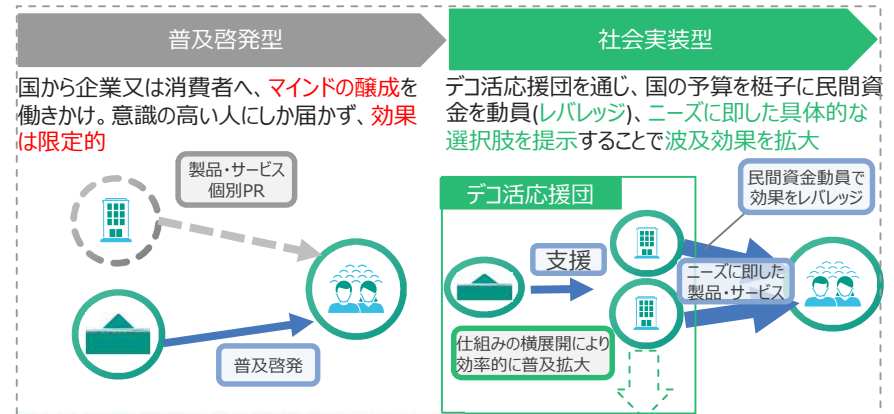 普及啓発型
国から企業又は消費者へ、マインドの醸成を
働きかけ。意識の高い人にしか届かず、効果
は限定的
製品・サービス
個別PR
普及啓発
社会実装型
デコ活応援団を通じ、国の予算を梃子に民間資
金を動員(レバレッジ)、ニーズに即した具体的な
選択肢を提示することで波及効果を拡大
民間資金動員で
効果をレバレッジ
デコ活応援団
支援
ニーズに即した
製品・サービス
仕組みの横展開により
効率的に普及拡大